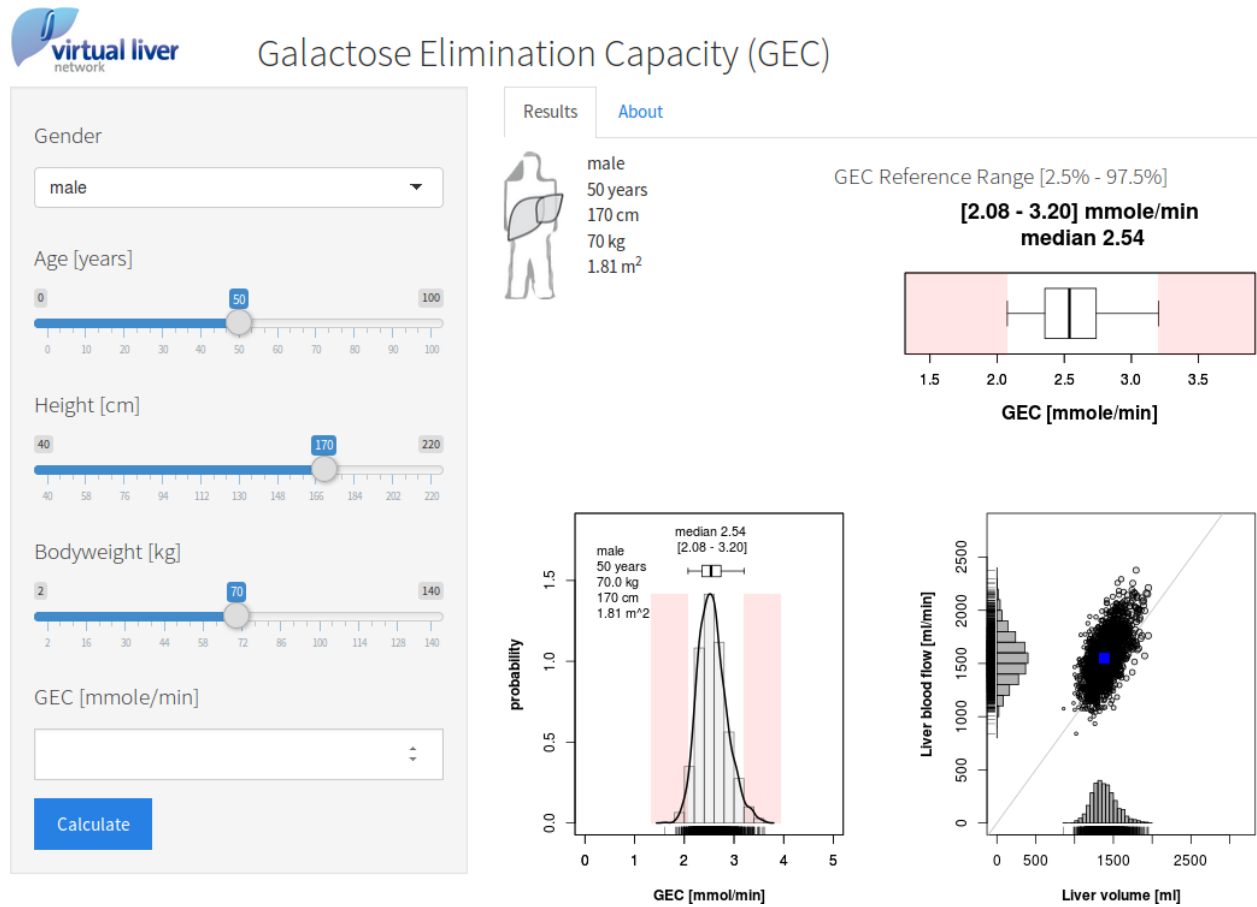 virtual liver
network
Galactose Elimination Capacity (GEC)
Gender
male
Age [years]
0 50 100
0 10 20 30 40 50 60 70 80 90 100
Height [cm]
40 170 220
40 58 76 94 112 130 148 166 184 202 220
Bodyweight [kg]
2 70 140
2 16 30 44 58 72 86 100 114 128 140
GEC [mmole/min]
Calculate
Results About
male
50 years
170 cm
70 kg
1.81 m²
GEC Reference Range [2.5% - 97.5%]
[2.08 - 3.20] mmole/min
median 2.54
1.5 2.0 2.5 3.0 3.5
GEC [mmole/min]
median 2.54
[2.08 - 3.20]
male
50 years
70.0 kg
170 cm
1.81 m^2
probability
0.0 0.5 1.0 1.5
0 1 2 3 4 5
GEC [mmol/min]
Liver blood flow [ml/min]
0 500 1000 1500 2000 2500
0 500 1500 2500
Liver volume [ml]